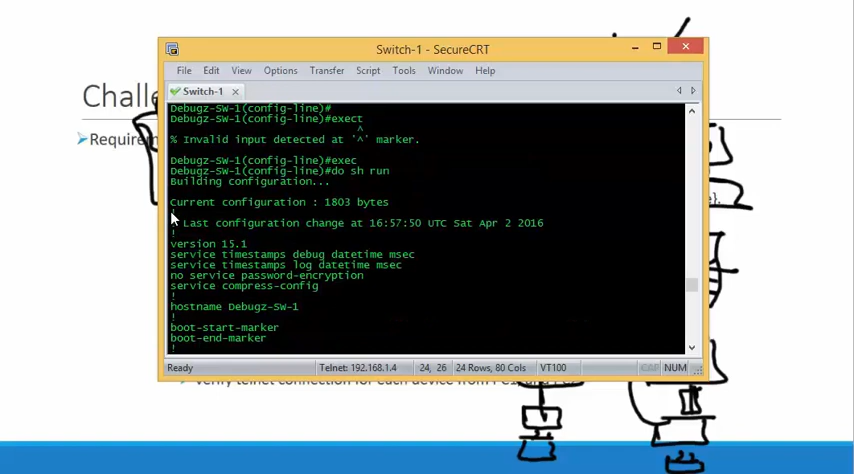 Switch-1 - SecureCRT
File Edit View Options Transfer Script Tools Window Help
Switch-1
Debugz-SW-1(config-line)#
Debugz-SW-1(config-line)#exect
^
% Invalid input detected at '^' marker.
Debugz-SW-1(config-line)#exec
Debugz-SW-1(config-line)#do sh run
Building configuration...
Current configuration : 1803 bytes
!
! Last configuration change at 16:57:50 UTC Sat Apr 2 2016
!
version 15.1
service timestamps debug datetime msec
service timestamps log datetime msec
no service password-encryption
service compress-config
!
hostname Debugz-SW-1
!
boot-start-marker
boot-end-marker
!
Ready Telnet: 192.168.1.4 24, 26 24 Rows, 80 Cols VT100 CAP NUM